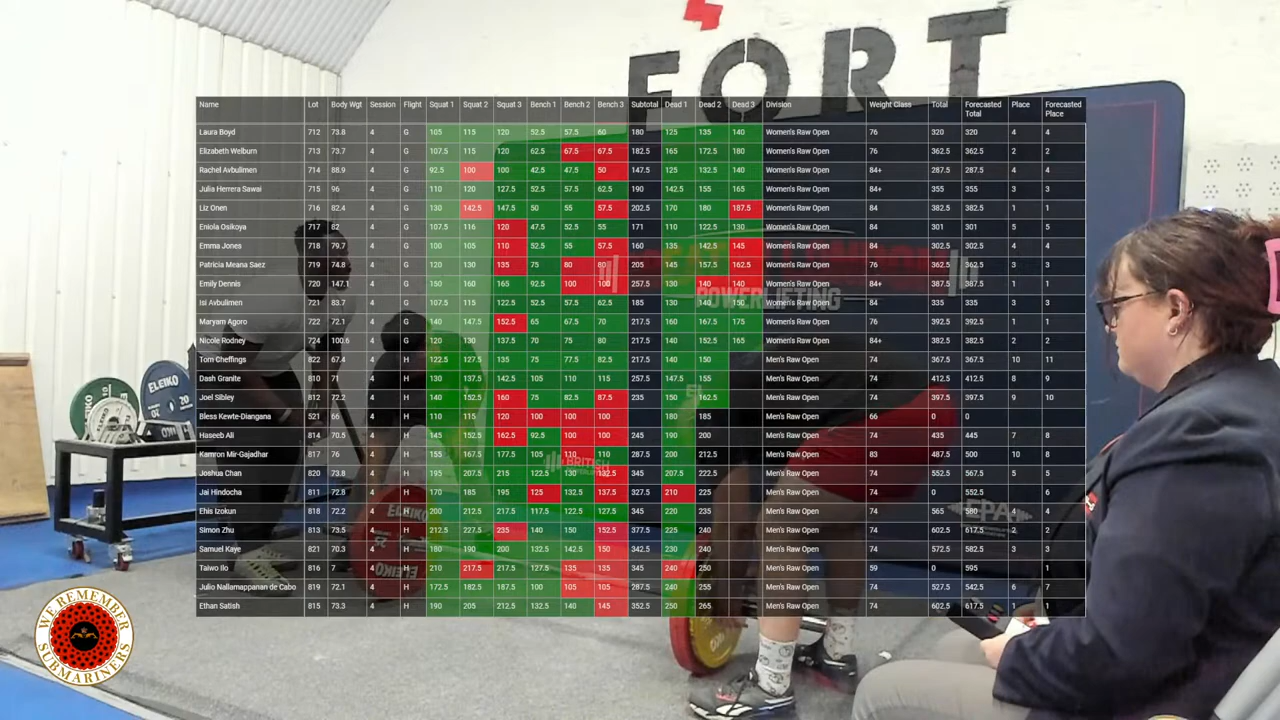 FORT
Name Lot Body Wgt Session Flight Squat 1 Squat 2 Squat 3 Bench 1 Bench 2 Bench 3 Subtotal Dead 1 Dead 2 Dead 3 Division Weight Class Total Forecasted Total Place Forecasted Place
Laura Boyd 712 73.8 4 G 105 115 120 52.5 57.5 60 180 125 135 140 Women's Raw Open 76 320 320 4 4
Elizabeth Welburn 713 73.7 4 G 107.5 115 120 62.5 67.5 67.5 182.5 165 172.5 180 Women's Raw Open 76 362.5 362.5 2 2
Rachel Avbulimen 714 88.9 4 G 92.5 100 100 42.5 47.5 50 147.5 125 132.5 140 Women's Raw Open 84+ 287.5 287.5 4 4
Julia Herrera Sawai 715 96 4 G 110 120 127.5 52.5 57.5 62.5 190 142.5 155 165 Women's Raw Open 84+ 355 355 3 3
Liz Onen 716 82.4 4 G 130 142.5 147.5 50 55 57.5 202.5 170 180 187.5 Women's Raw Open 84 382.5 382.5 1 1
Eniola Osikoya 717 82 4 G 107.5 116 120 47.5 52.5 55 171 110 122.5 130 Women's Raw Open 84 301 301 5 5
Emma Jones 718 79.7 4 G 100 105 110 52.5 55 57.5 160 135 142.5 145 Women's Raw Open 84 302.5 302.5 4 4
Patricia Meana Saez 719 74.8 4 G 120 130 135 75 80 80 205 145 157.5 162.5 Women's Raw Open 76 362.5 362.5 3 3
Emily Dennis 720 147.1 4 G 150 160 165 92.5 100 100 257.5 130 140 140 Women's Raw Open 84+ 387.5 387.5 1 1
POWERLIFTING
Isi Avbulimen 721 83.7 4 G 107.5 115 122.5 52.5 57.5 62.5 185 130 140 150 Women's Raw Open 84 335 335 3 3
Maryam Agoro 722 72.1 4 G 140 147.5 152.5 65 67.5 70 217.5 160 167.5 175 Women's Raw Open 76 392.5 392.5 1 1
Nicole Rodney 724 100.6 4 G 120 130 137.5 70 75 80 217.5 140 152.5 165 Women's Raw Open 84+ 382.5 382.5 2 2
Tom Cheffings 822 67.4 4 H 122.5 127.5 135 75 77.5 82.5 217.5 140 150 Men's Raw Open 74 367.5 367.5 10 11
Dash Granite 810 71 4 H 130 137.5 142.5 105 110 115 257.5 147.5 155 Men's Raw Open 74 412.5 412.5 8 9
Joel Sibley 812 72.2 4 H 140 152.5 160 75 82.5 87.5 235 150 162.5 Men's Raw Open 74 397.5 397.5 9 10
Bless Kewte-Diangana 521 66 4 H 110 115 120 100 100 100 180 185 Men's Raw Open 66 0 0
Haseeb Ali 814 70.5 4 H 145 152.5 162.5 92.5 100 100 245 190 200 Men's Raw Open 74 435 445 7 8
Kamron Mir-Gajadhar 817 76 4 H 155 167.5 177.5 105 110 110 287.5 200 212.5 Men's Raw Open 83 487.5 500 10 8
Joshua Chan 820 73.8 4 H 195 207.5 215 122.5 130 132.5 345 207.5 222.5 Men's Raw Open 74 552.5 567.5 5 5
Jai Hindocha 811 72.8 4 H 170 185 195 125 132.5 137.5 327.5 210 225 Men's Raw Open 74 0 552.5 6
Ehis Izokun 818 72.2 4 H 200 212.5 217.5 117.5 122.5 127.5 345 220 235 Men's Raw Open 74 565 580 4 4
Simon Zhu 813 73.5 4 H 212.5 227.5 235 140 150 152.5 377.5 225 240 Men's Raw Open 74 602.5 617.5 2 2
Samuel Kaye 821 70.3 4 H 180 190 200 132.5 142.5 150 342.5 230 240 Men's Raw Open 74 572.5 582.5 3 3
Taiwo Ilo 816 7 4 H 210 217.5 217.5 127.5 135 135 345 240 250 Men's Raw Open 59 0 595 1
Julio Nallamappanan de Cabo 819 72.1 4 H 172.5 182.5 187.5 100 105 105 287.5 240 255 Men's Raw Open 74 527.5 542.5 6 7
Ethan Satish 815 73.3 4 H 190 205 212.5 132.5 140 145 352.5 250 265 Men's Raw Open 74 602.5 617.5 1 1
ELEIKO
20
BRITISH
EPA
ELEIKO
ELEIKO
WE REMEMBER
SUBMARINERS